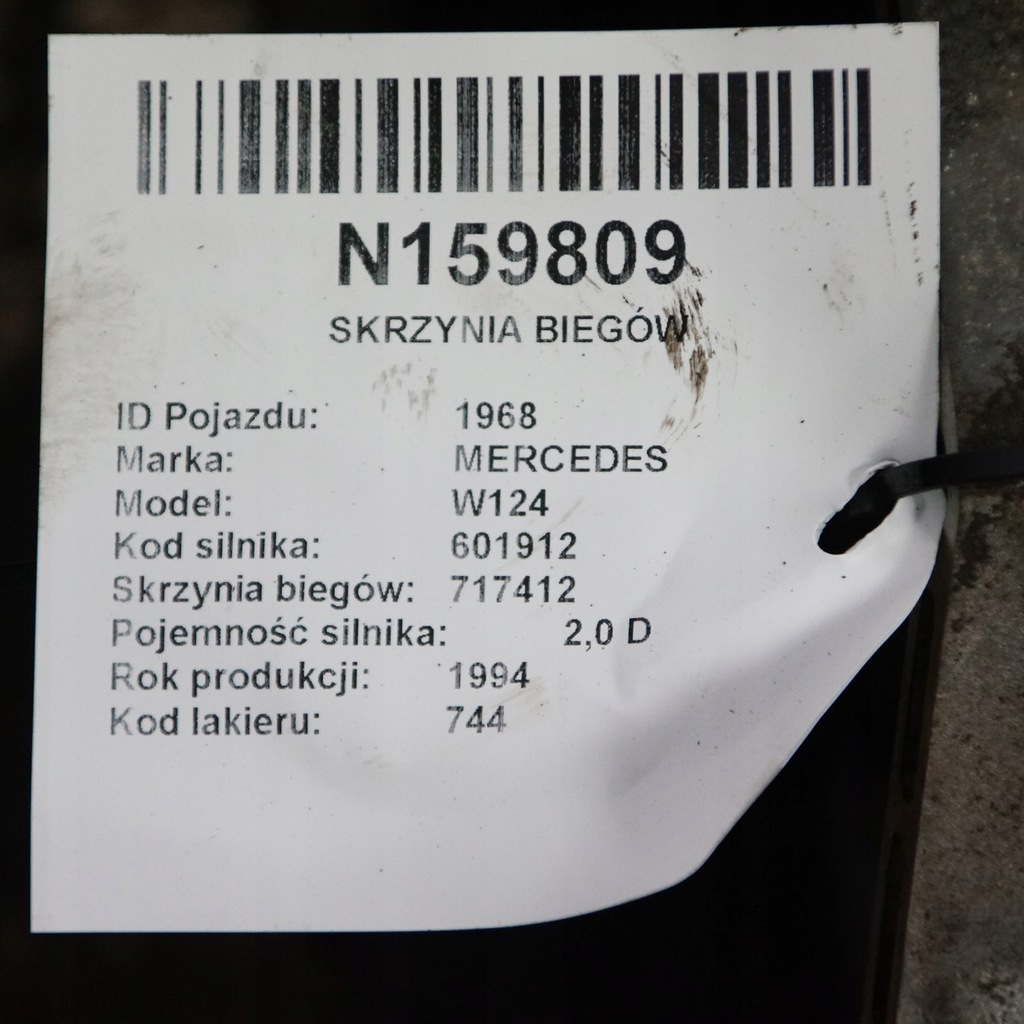 N159809
SKRZYNIA BIEGÓW
ID Pojazdu: 1968
Marka: MERCEDES
Model: W124
Kod silnika: 601912
Skrzynia biegów: 717412
Pojemność silnika: 2,0 D
Rok produkcji: 1994
Kod lakieru: 744